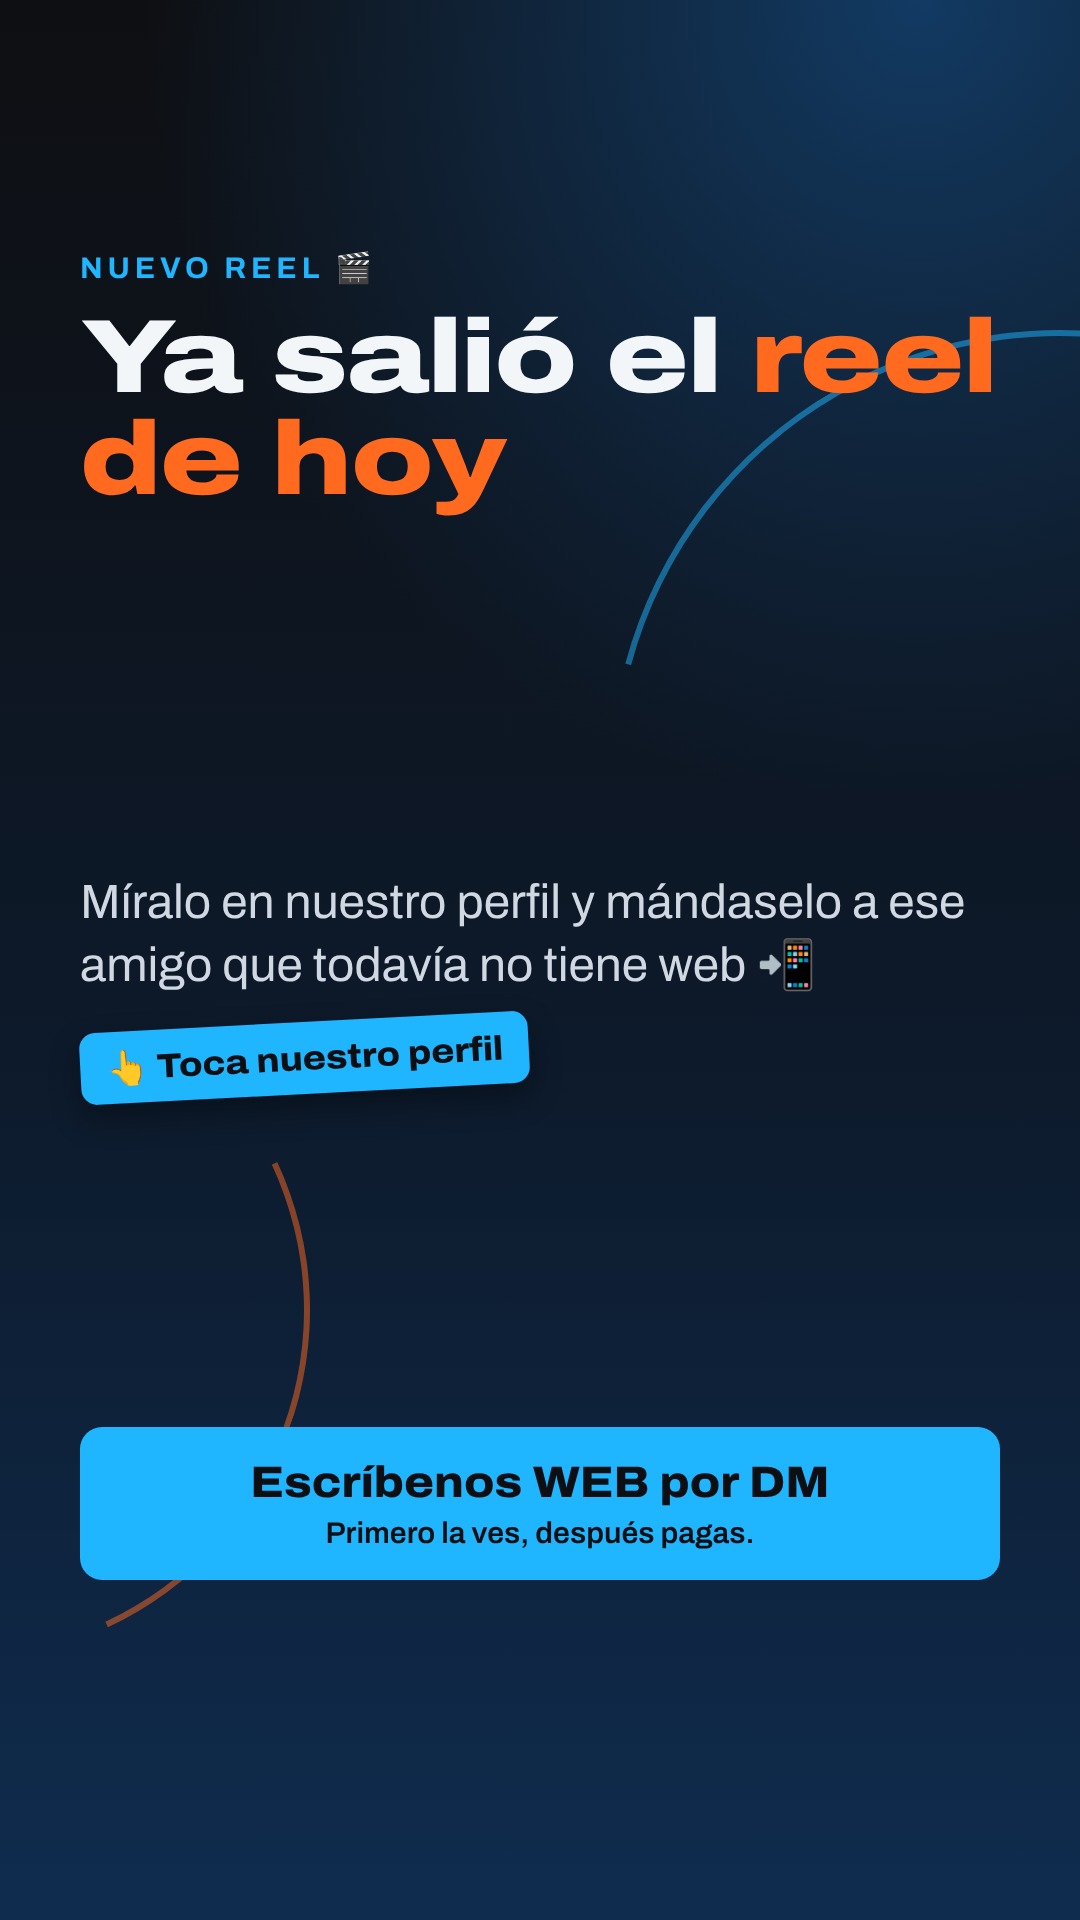 NUEVO REEL 🎬
Ya salió el reel
de hoy
Míralo en nuestro perfil y mándaselo a ese
amigo que todavía no tiene web 📲
👆 Toca nuestro perfil
Escríbenos WEB por DM
Primero la ves, después pagas.